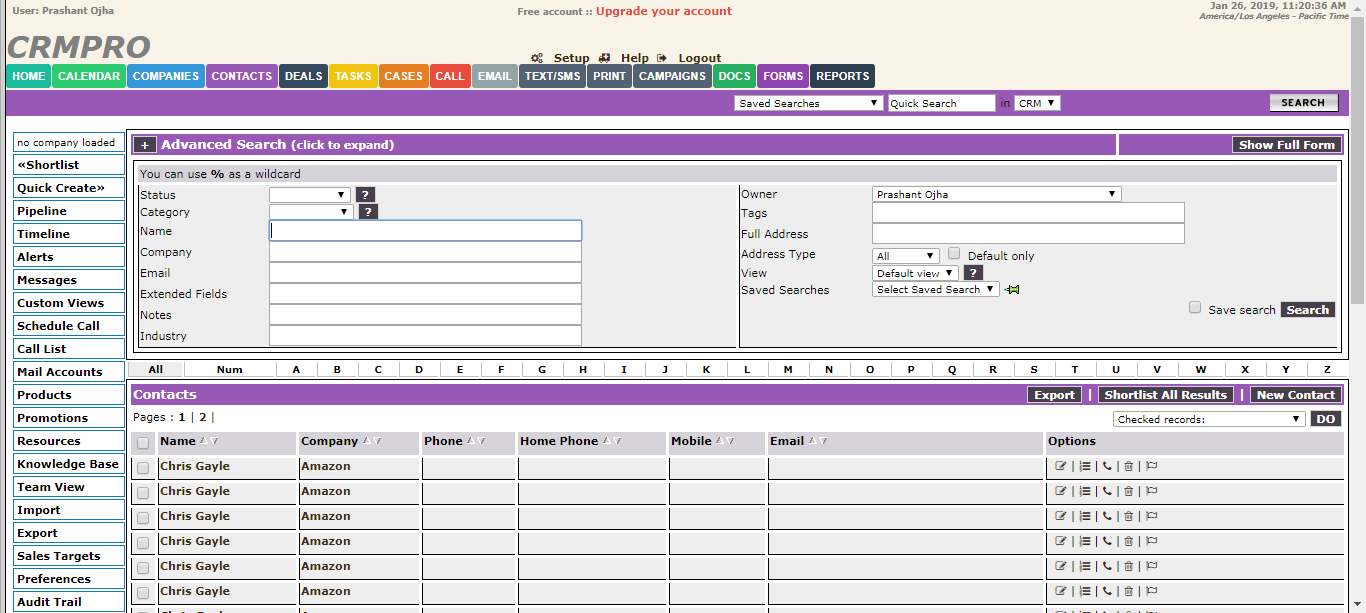 User: Prashant Ojha
Free account :: Upgrade your account
Jan 26, 2019, 11:20:36 AM
America/Los Angeles - Pacific Time
CRMPRO
Setup Help Logout
HOME CALENDAR COMPANIES CONTACTS DEALS TASKS CASES CALL EMAIL TEXT/SMS PRINT CAMPAIGNS DOCS FORMS REPORTS
Saved Searches Quick Search in CRM SEARCH
no company loaded
«Shortlist
Quick Create»
Pipeline
Timeline
Alerts
Messages
Custom Views
Schedule Call
Call List
Mail Accounts
Products
Promotions
Resources
Knowledge Base
Team View
Import
Export
Sales Targets
Preferences
Audit Trail
+ Advanced Search (click to expand) Show Full Form
You can use % as a wildcard
Status ?
Category ?
Name
Company
Email
Extended Fields
Notes
Industry
Owner Prashant Ojha
Tags
Full Address
Address Type All Default only
View Default view ?
Saved Searches Select Saved Search
Save search Search
All Num A B C D E F G H I J K L M N O P Q R S T U V W X Y Z
Contacts Export | Shortlist All Results | New Contact
Pages : 1 | 2 |
Checked records: DO
Name Company Phone Home Phone Mobile Email Options
Chris Gayle Amazon | | | |
Chris Gayle Amazon | | | |
Chris Gayle Amazon | | | |
Chris Gayle Amazon | | | |
Chris Gayle Amazon | | | |
Chris Gayle Amazon | | | |